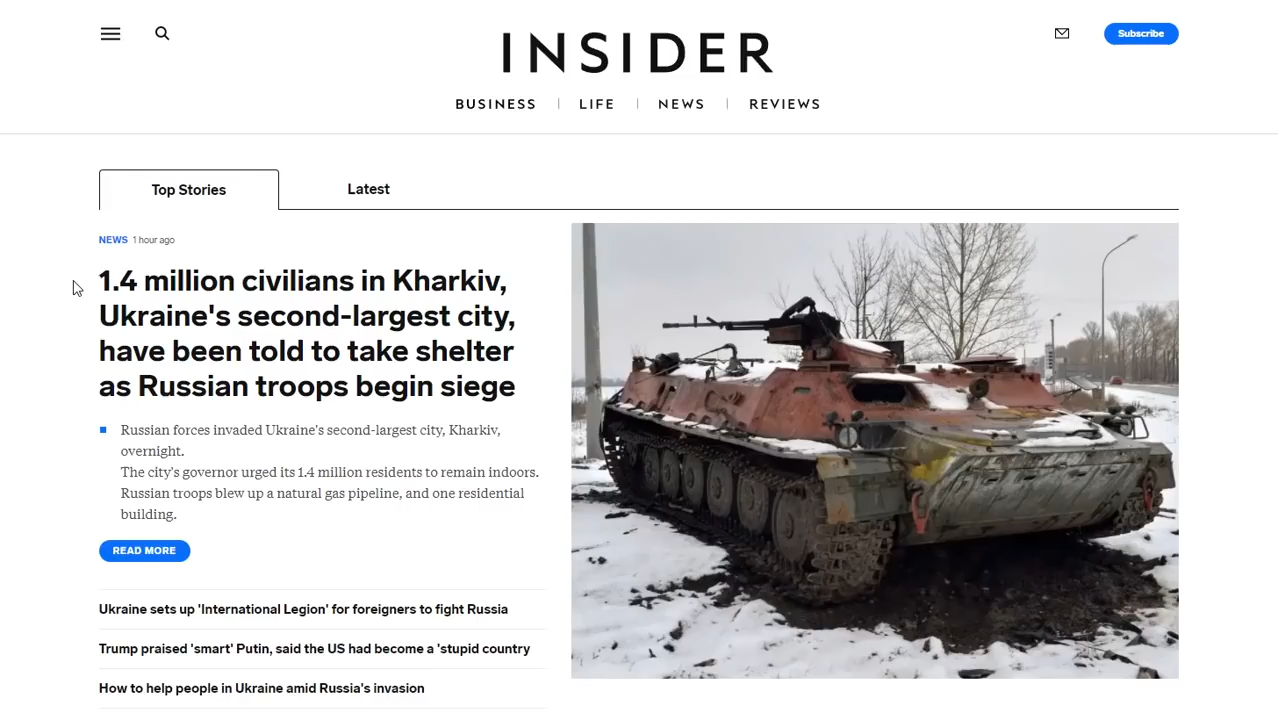 INSIDER
Subscribe
BUSINESS | LIFE | NEWS | REVIEWS
Top Stories
Latest
NEWS 1 hour ago
1.4 million civilians in Kharkiv,
Ukraine's second-largest city,
have been told to take shelter
as Russian troops begin siege
Russian forces invaded Ukraine's second-largest city, Kharkiv,
overnight.
The city's governor urged its 1.4 million residents to remain indoors.
Russian troops blew up a natural gas pipeline, and one residential
building.
READ MORE
Ukraine sets up 'International Legion' for foreigners to fight Russia
Trump praised 'smart' Putin, said the US had become a 'stupid country
How to help people in Ukraine amid Russia's invasion